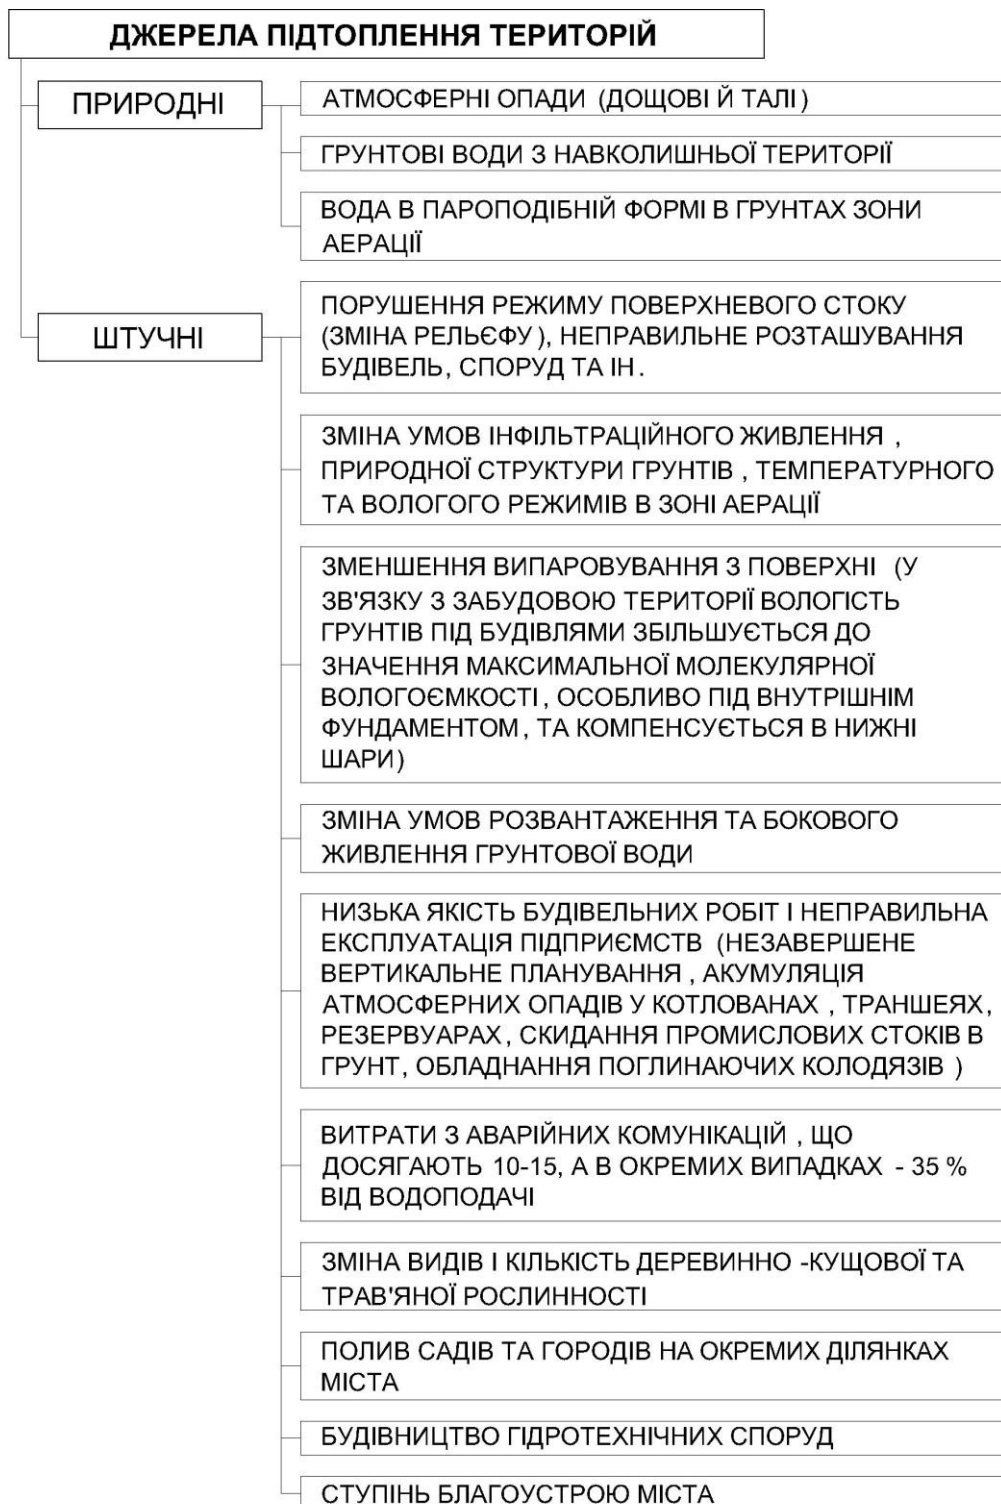 ДЖЕРЕЛА ПІДТОПЛЕННЯ ТЕРИТОРІЙ
ПРИРОДНІ
АТМОСФЕРНІ ОПАДИ (ДОЩОВІ Й ТАЛІ)
ГРУНТОВІ ВОДИ З НАВКОЛИШНЬОЇ ТЕРИТОРІЇ
ВОДА В ПАРОПОДІБНІЙ ФОРМІ В ГРУНТАХ ЗОНИ
АЕРАЦІЇ
ШТУЧНІ
ПОРУШЕННЯ РЕЖИМУ ПОВЕРХНЕВОГО СТОКУ
(ЗМІНА РЕЛЬЄФУ), НЕПРАВИЛЬНЕ РОЗТАШУВАННЯ
БУДІВЕЛЬ, СПОРУД ТА ІН.
ЗМІНА УМОВ ІНФІЛЬТРАЦІЙНОГО ЖИВЛЕННЯ ,
ПРИРОДНОЇ СТРУКТУРИ ГРУНТІВ , ТЕМПЕРАТУРНОГО
ТА ВОЛОГОГО РЕЖИМІВ В ЗОНІ АЕРАЦІЇ
ЗМЕНШЕННЯ ВИПАРОВУВАННЯ З ПОВЕРХНІ (У
ЗВ'ЯЗКУ З ЗАБУДОВОЮ ТЕРИТОРІЇ ВОЛОГІСТЬ
ГРУНТІВ ПІД БУДІВЛЯМИ ЗБІЛЬШУЄТЬСЯ ДО
ЗНАЧЕННЯ МАКСИМАЛЬНОЇ МОЛЕКУЛЯРНОЇ
ВОЛОГОЄМКОСТІ, ОСОБЛИВО ПІД ВНУТРІШНІМ
ФУНДАМЕНТОМ, ТА КОМПЕНСУЄТЬСЯ В НИЖНІ
ШАРИ)
ЗМІНА УМОВ РОЗВАНТАЖЕННЯ ТА БОКОВОГО
ЖИВЛЕННЯ ГРУНТОВОЇ ВОДИ
НИЗЬКА ЯКІСТЬ БУДІВЕЛЬНИХ РОБІТ І НЕПРАВИЛЬНА
ЕКСПЛУАТАЦІЯ ПІДПРИЄМСТВ (НЕЗАВЕРШЕНЕ
ВЕРТИКАЛЬНЕ ПЛАНУВАННЯ , АКУМУЛЯЦІЯ
АТМОСФЕРНИХ ОПАДІВ У КОТЛОВАНАХ , ТРАНШЕЯХ,
РЕЗЕРВУАРАХ, СКИДАННЯ ПРОМИСЛОВИХ СТОКІВ В
ГРУНТ, ОБЛАДНАННЯ ПОГЛИНАЮЧИХ КОЛОДЯЗІВ )
ВИТРАТИ З АВАРІЙНИХ КОМУНІКАЦІЙ , ЩО
ДОСЯГАЮТЬ 10-15, А В ОКРЕМИХ ВИПАДКАХ - 35 %
ВІД ВОДОПОДАЧІ
ЗМІНА ВИДІВ І КІЛЬКІСТЬ ДЕРЕВИННО -КУЩОВОЇ ТА
ТРАВ'ЯНОЇ РОСЛИННОСТІ
ПОЛИВ САДІВ ТА ГОРОДІВ НА ОКРЕМИХ ДІЛЯНКАХ
МІСТА
БУДІВНИЦТВО ГІДРОТЕХНІЧНИХ СПОРУД
СТУПІНЬ БЛАГОУСТРОЮ МІСТА